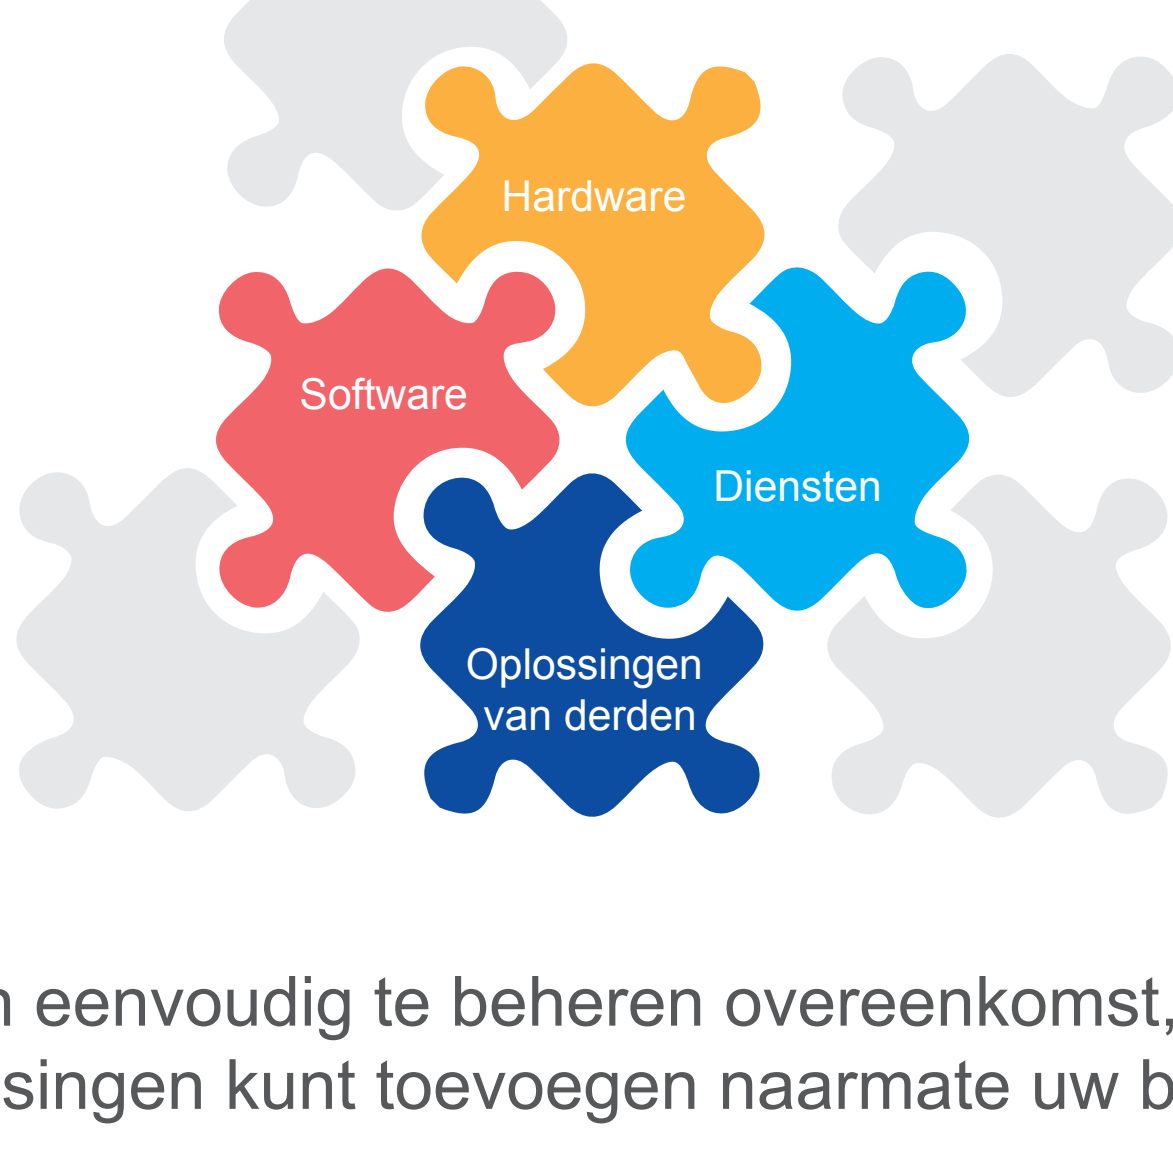 Hardware
Software
Diensten
Oplossingen
van derden
eenvoudig te beheren overeenkomst,
singen kunt toevoegen naarmate uw b